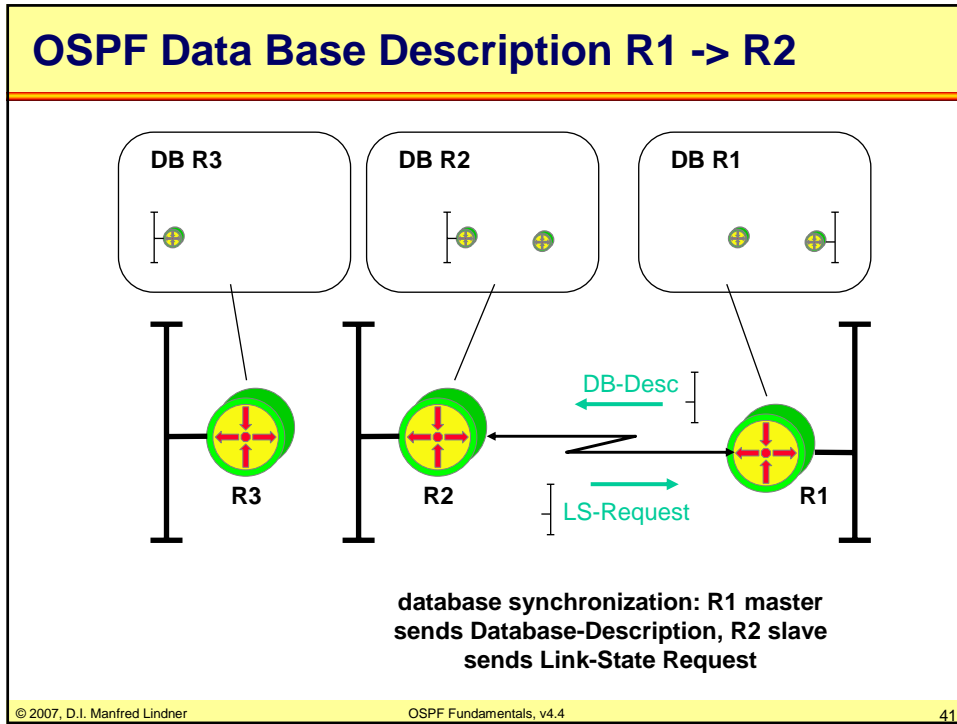 OSPF Data Base Description R1 -> R2
DB R3
DB R2
DB R1
DB-Desc
R3
R2
LS-Request
R1
database synchronization: R1 master
sends Database-Description, R2 slave
sends Link-State Request
© 2007, D.I. Manfred Lindner
OSPF Fundamentals, v4.4
41